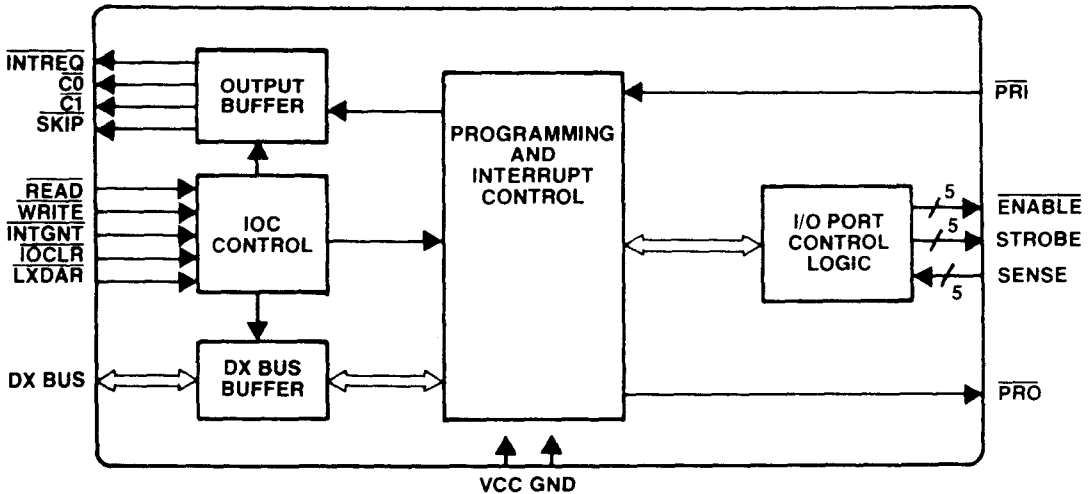 INTREQ
C0
C1
SKIP
OUTPUT
BUFFER
READ
WRITE
INTGNT
IOCLR
LXDAR
IOC
CONTROL
DX BUS
DX BUS
BUFFER
PROGRAMMING
AND
INTERRUPT
CONTROL
I/O PORT
CONTROL
LOGIC
5
5
5
PRI
ENABLE
STROBE
SENSE
PRO
VCC GND